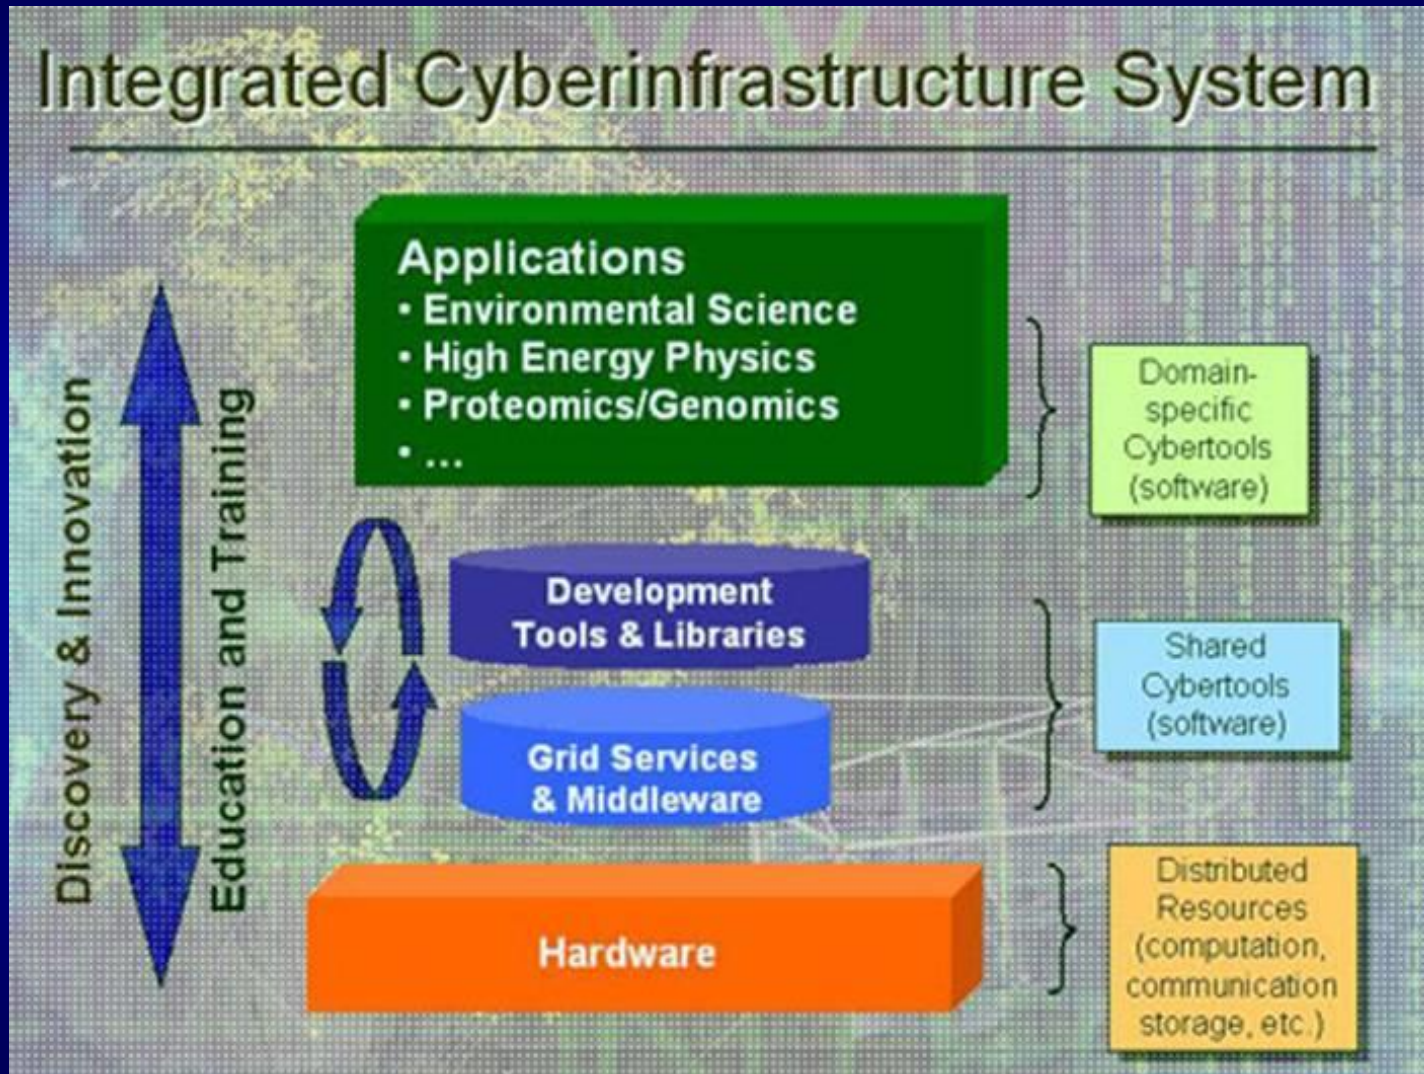 Integrated Cyberinfrastructure System
Applications
• Environmental Science
• High Energy Physics
• Proteomics/Genomics
• ...
Domain-
specific
Cybertools
(software)
Discovery & Innovation
Education and Training
Development
Tools & Libraries
Grid Services
& Middleware
Shared
Cybertools
(software)
Hardware
Distributed
Resources
(computation,
communication
storage, etc.)